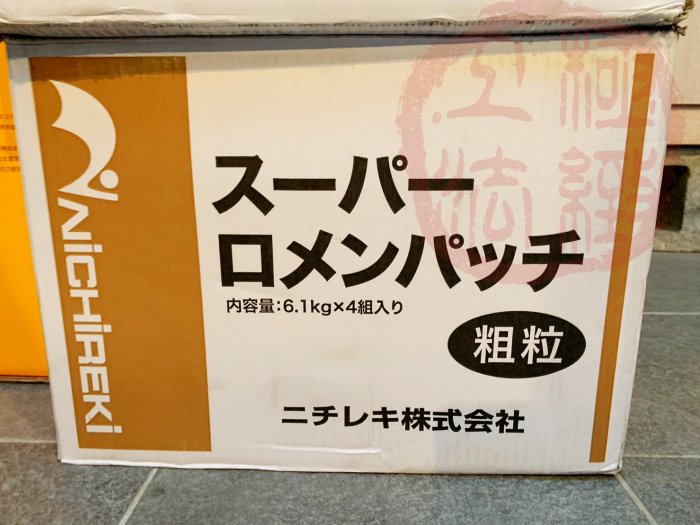 NICHIREKI
スーパー
ロメンパッチ
内容量:6.1kg×4組入り
粗粒
ニチレキ株式会社